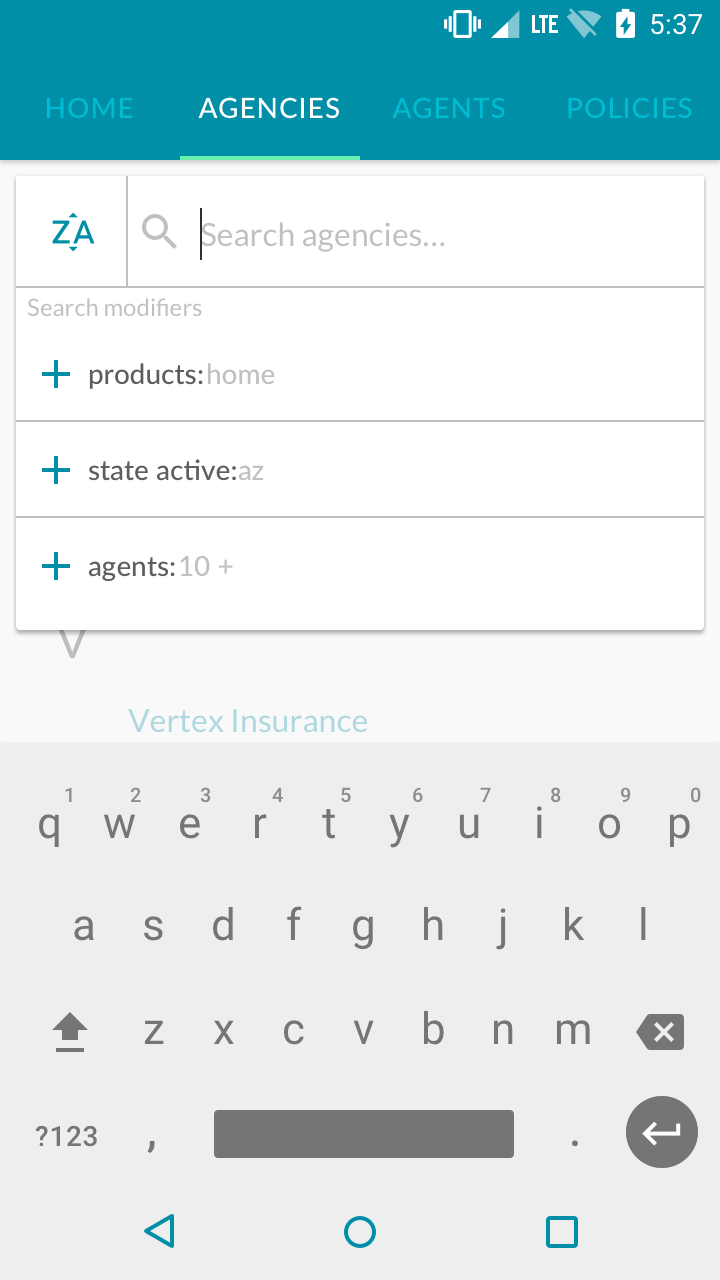 LTE 5:37
HOME AGENCIES AGENTS POLICIES
ZA Search agencies...
Search modifiers
products:home
state active:az
agents:10 +
V
Vertex Insurance
1 2 3 4 5 6 7 8 9 0
q w e r t y u i o p
a s d f g h j k l
z x c v b n m
?123 , .